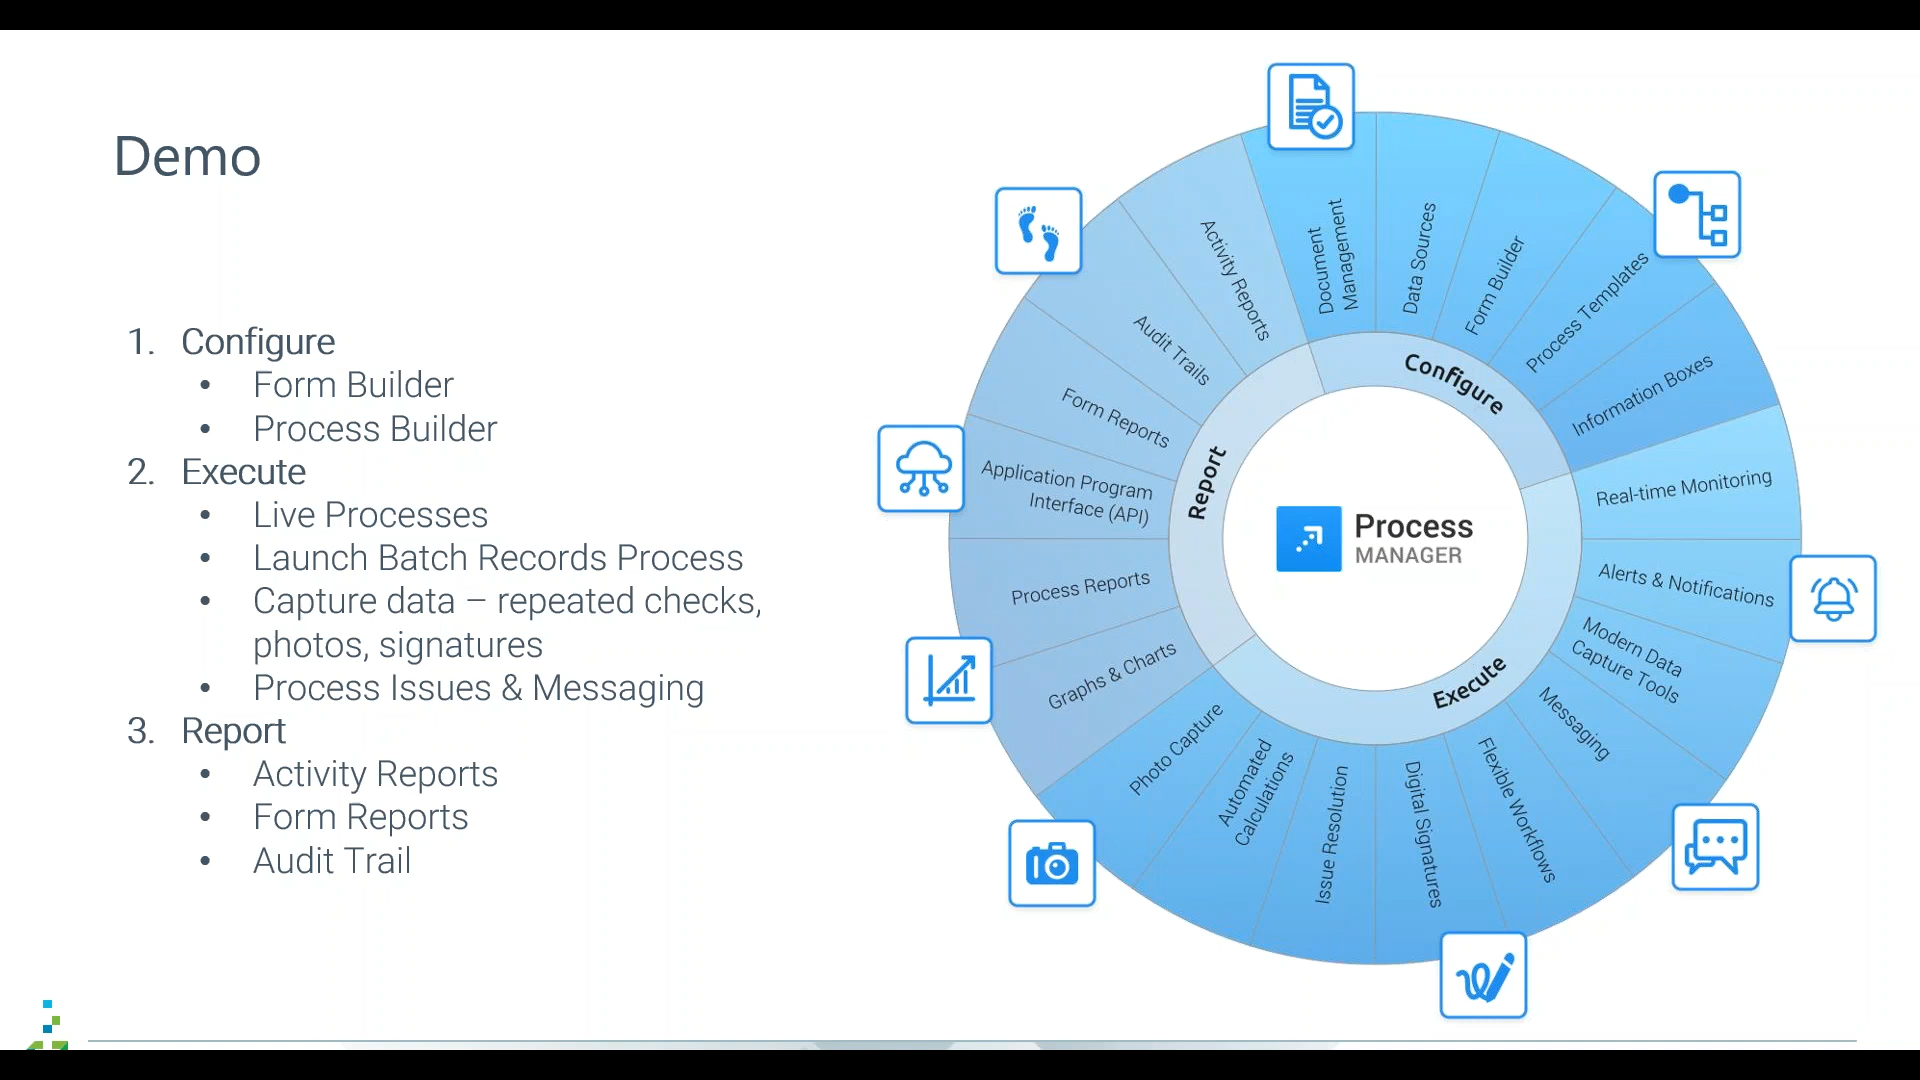 Demo
1. Configure
• Form Builder
• Process Builder
2. Execute
• Live Processes
• Launch Batch Records Process
• Capture data – repeated checks,
photos, signatures
• Process Issues & Messaging
3. Report
• Activity Reports
• Form Reports
• Audit Trail
Process
MANAGER
Configure
Document
Management
Data Sources
Form Builder
Process Templates
Information Boxes
Execute
Real-time Monitoring
Alerts & Notifications
Modern Data
Capture Tools
Messaging
Flexible Workflows
Digital Signatures
Issue Resolution
Automated
Calculations
Photo Capture
Report
Graphs & Charts
Process Reports
Application Program
Interface (API)
Form Reports
Audit Trails
Activity Reports